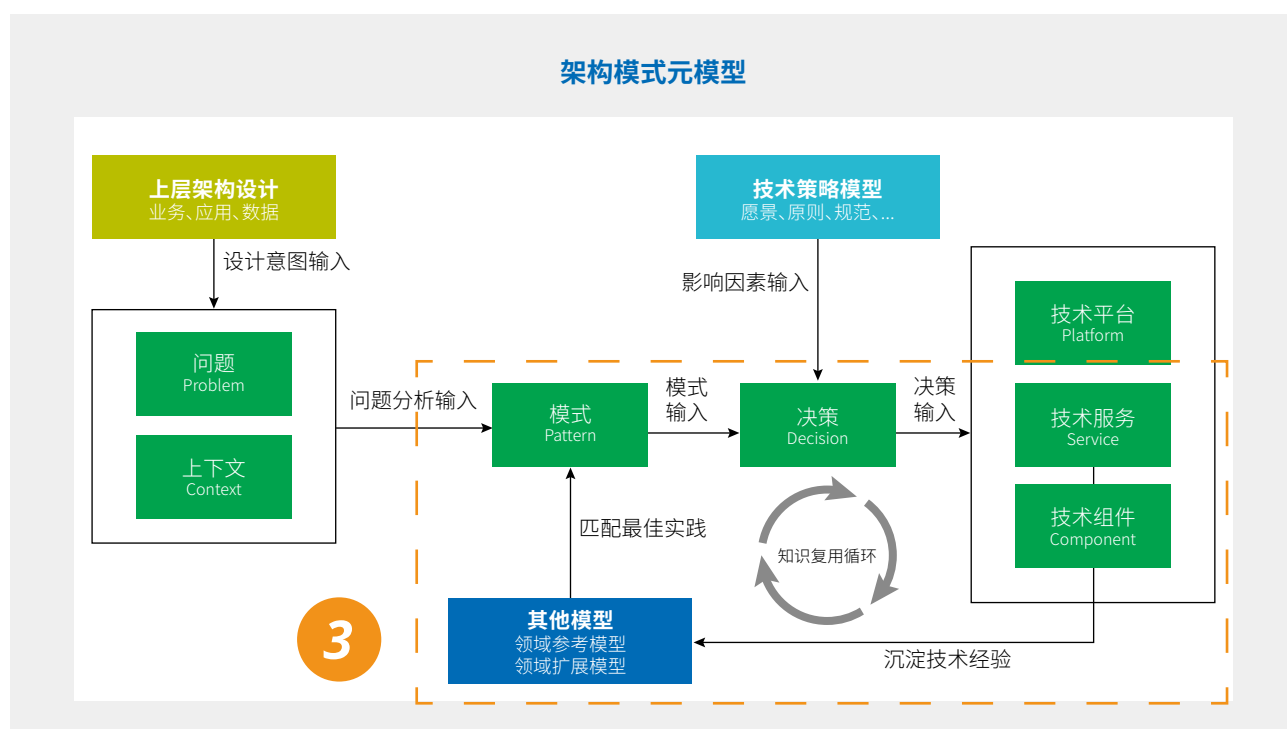 架构模式元模型
上层架构设计
业务、应用、数据
技术策略模型
愿景、原则、规范、...
设计意图输入
影响因素输入
问题
Problem
上下文
Context
问题分析输入
模式
Pattern
模式
输入
决策
Decision
决策
输入
技术平台
Platform
技术服务
Service
技术组件
Component
匹配最佳实践
知识复用循环
3
其他模型
领域参考模型
领域扩展模型
沉淀技术经验